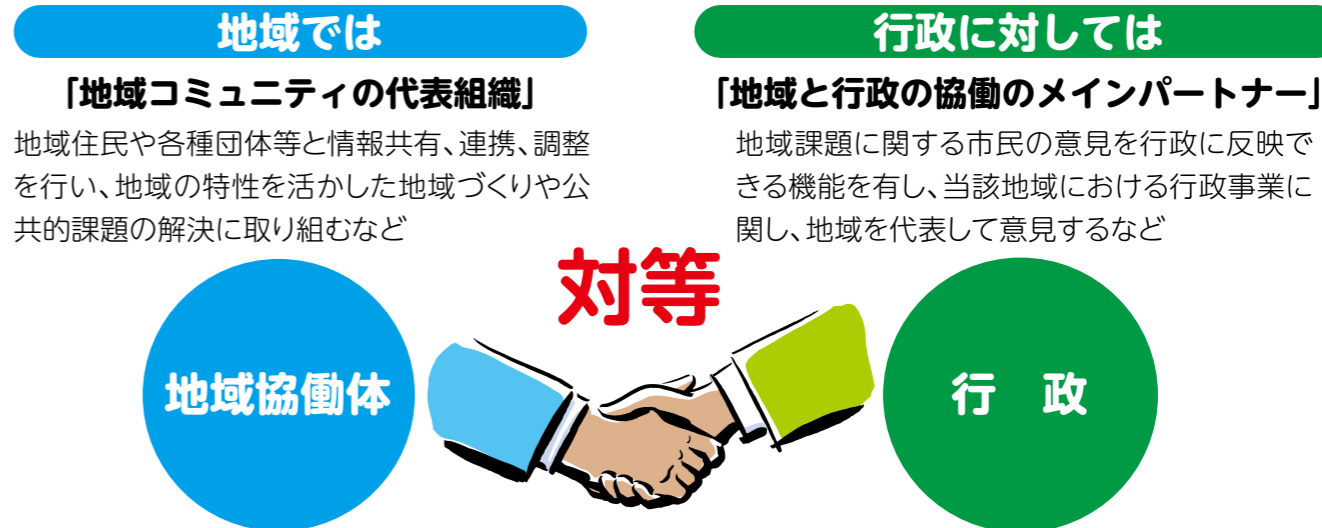 地域では
「地域コミュニティの代表組織」
地域住民や各種団体等と情報共有、連携、調整
を行い、地域の特性を活かした地域づくりや公
共的課題の解決に取り組むなど
行政に対しては
「地域と行政の協働のメインパートナー」
地域課題に関する市民の意見を行政に反映で
きる機能を有し、当該地域における行政事業に
関し、地域を代表して意見するなど
対等
地域協働体
行　政